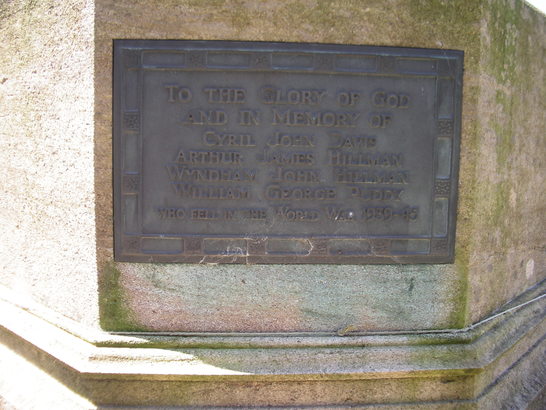 TO THE GLORY OF GOD
AND IN MEMORY OF
CYRIL JOHN DAVIS
ARTHUR JAMES HILLMAN
WYNDHAM JOHN HILLMAN
WILLIAM GEORGE PUDDY
WHO FELL IN THE WORLD WAR 1939-45